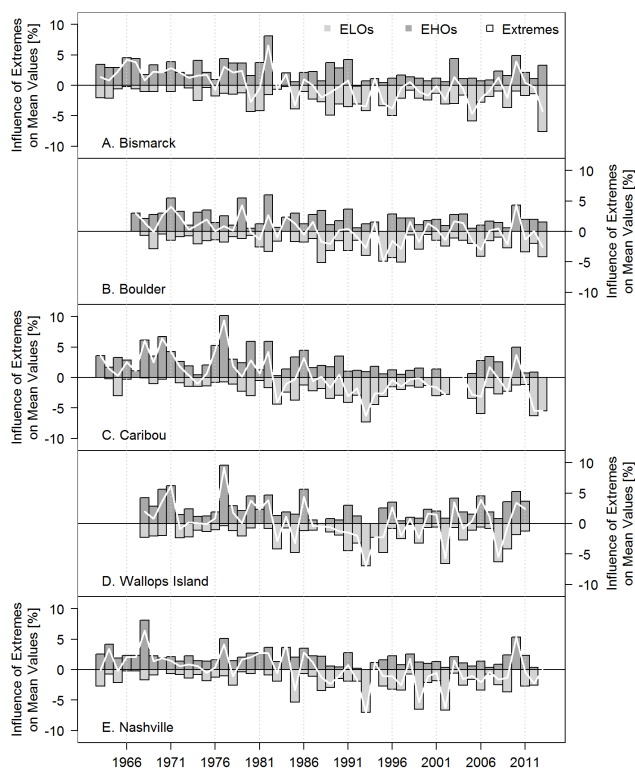 ELOs EHOs Extremes
Influence of Extremes
on Mean Values [%]
10
5
0
-5
-10
A. Bismarck
10
5
0
-5
-10
Influence of Extremes
on Mean Values [%]
B. Boulder
Influence of Extremes
on Mean Values [%]
10
5
0
-5
-10
C. Caribou
10
5
0
-5
-10
Influence of Extremes
on Mean Values [%]
D. Wallops Island
Influence of Extremes
on Mean Values [%]
10
5
0
-5
-10
E. Nashville
1966 1971 1976 1981 1986 1991 1996 2001 2006 2011